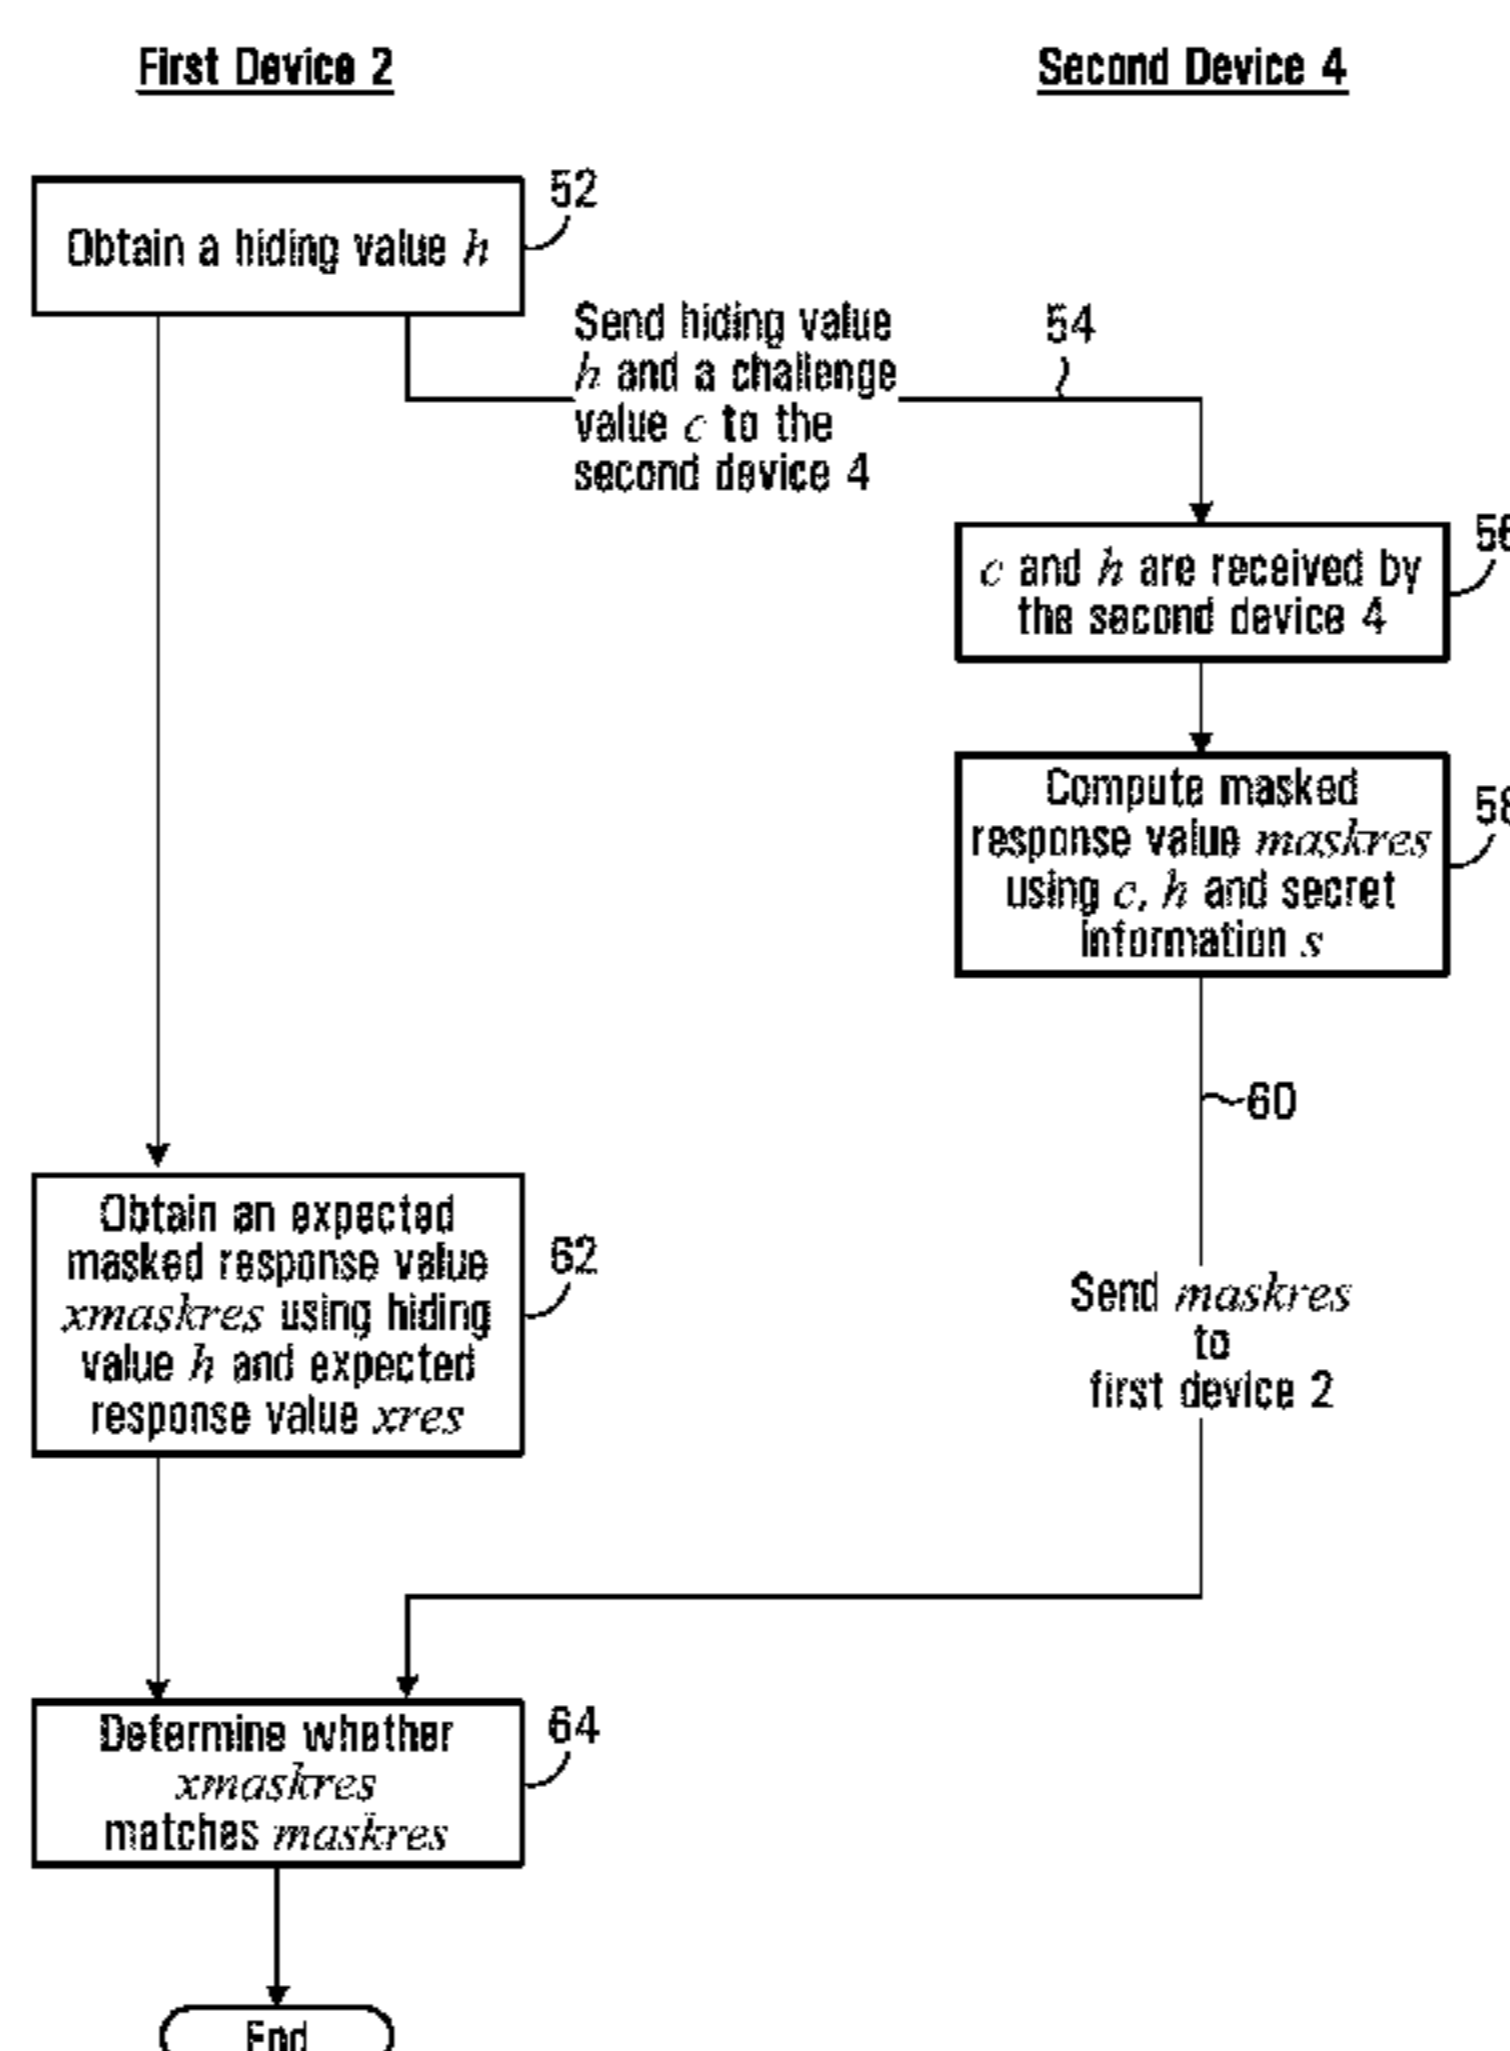 First Device 2
Second Device 4
52
Obtain a hiding value h
Send hiding value
h and a challenge
value c to the
second device 4
54
56
c and h are received by
the second device 4
58
Compute masked
response value maskres
using c, h and secret
information s
60
Obtain an expected
masked response value
xmaskres using hiding
value h and expected
response value xres
62
Send maskres
to
first device 2
64
Determine whether
xmaskres
matches maskres
End